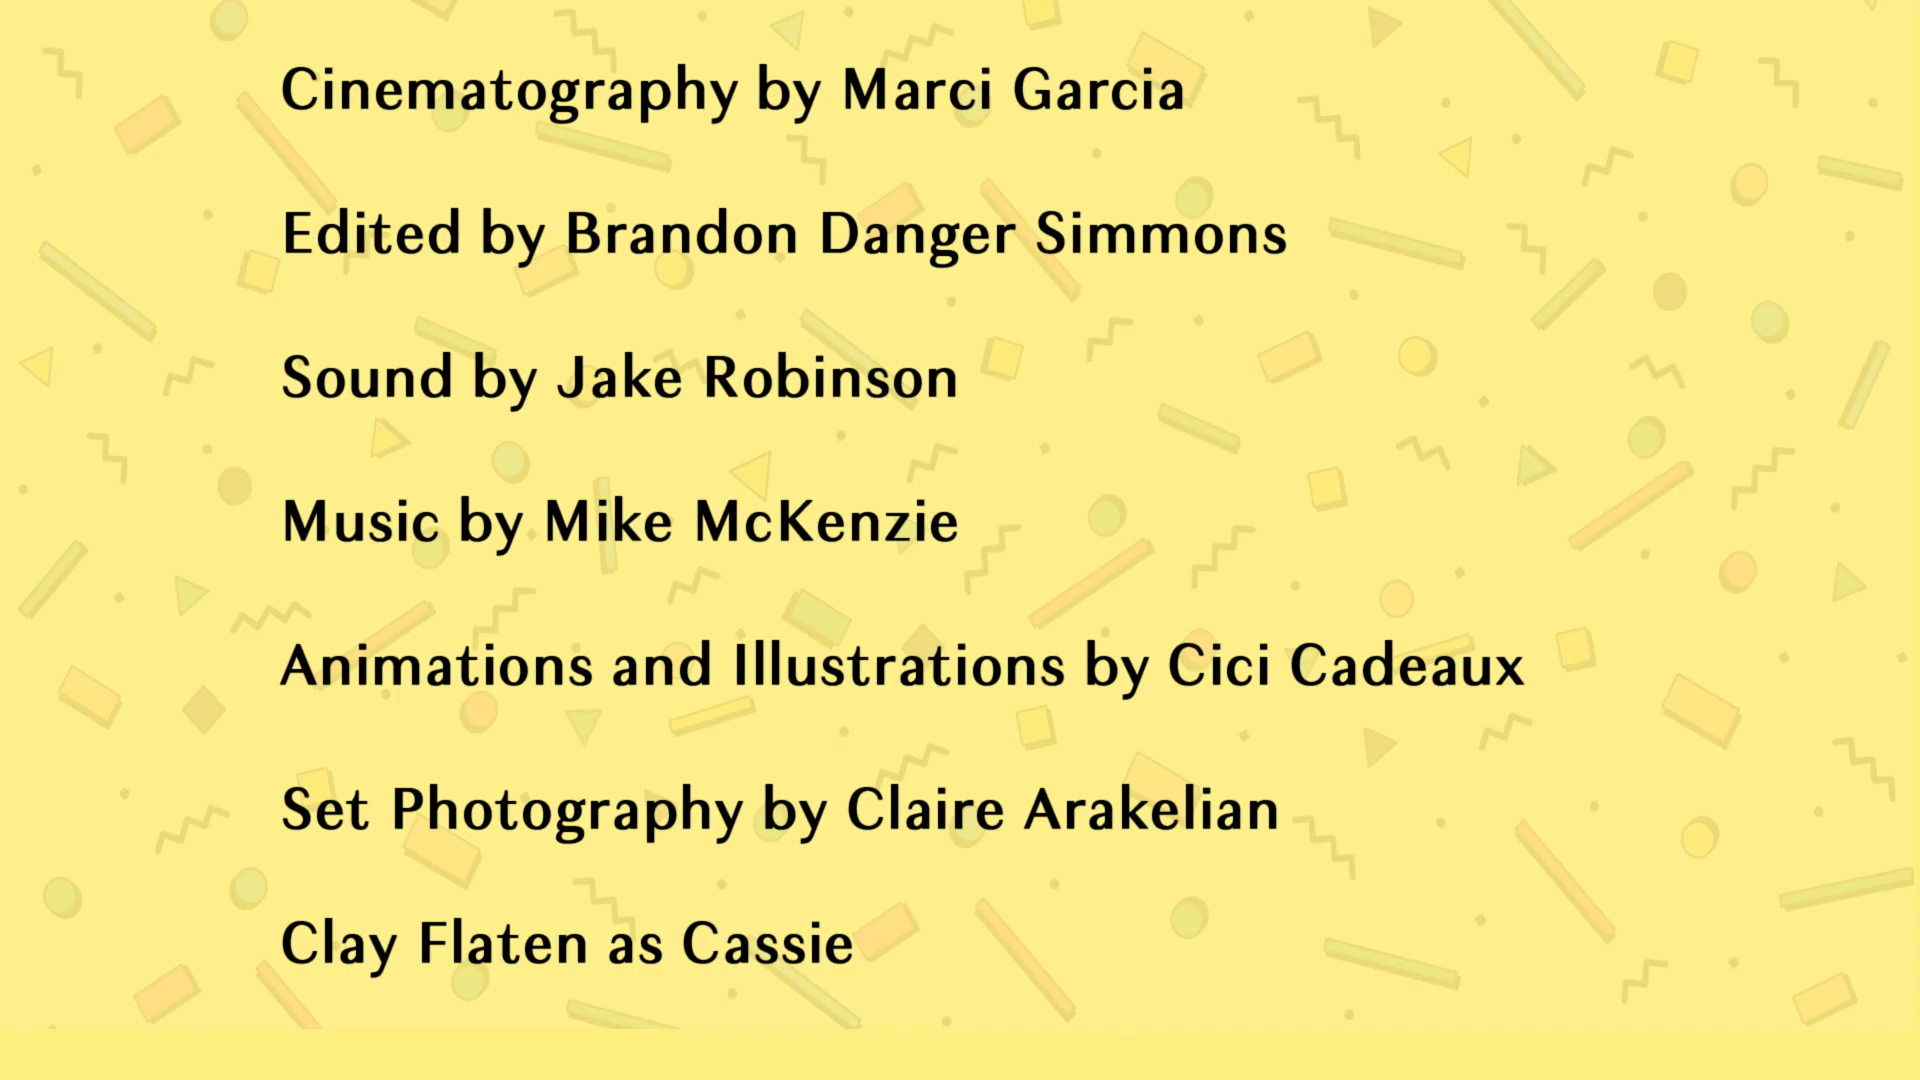 Cinematography by Marci Garcia
Edited by Brandon Danger Simmons
Sound by Jake Robinson
Music by Mike McKenzie
Animations and Illustrations by Cici Cadeaux
Set Photography by Claire Arakelian
Clay Flaten as Cassie